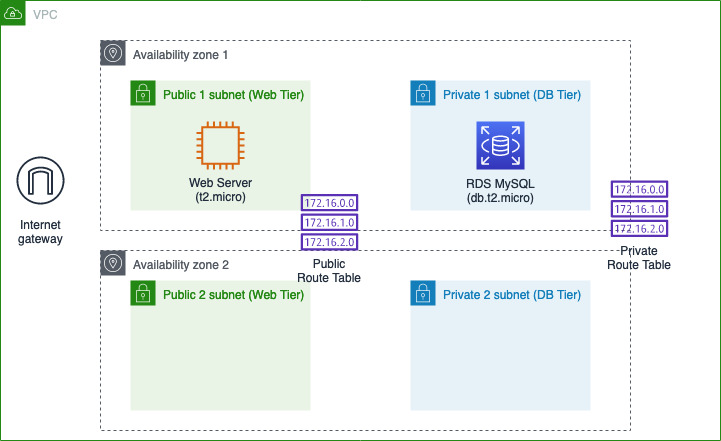 VPC
Availability zone 1
Public 1 subnet (Web Tier)
Private 1 subnet (DB Tier)
Web Server
(t2.micro)
RDS MySQL
(db.t2.micro)
Internet
gateway
172.16.0.0
172.16.1.0
172.16.2.0
Public
Route Table
172.16.0.0
172.16.1.0
172.16.2.0
Private
Route Table
Availability zone 2
Public 2 subnet (Web Tier)
Private 2 subnet (DB Tier)